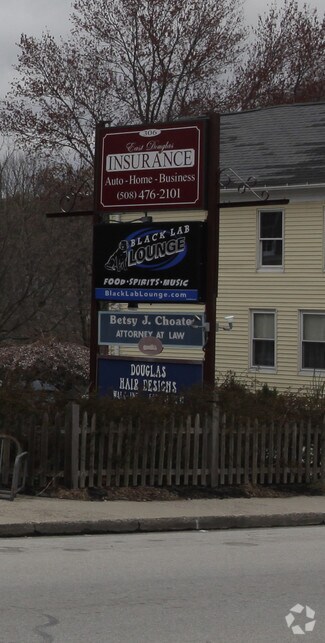 306
East Douglas
INSURANCE
Auto - Home - Business
(508) 476-2101
BLACK LAB
LOUNGE
FOOD•SPIRITS•MUSIC
BlackLabLounge.com
Betsy J. Choate
ATTORNEY AT LAW
DOUGLAS
HAIR DESIGNS